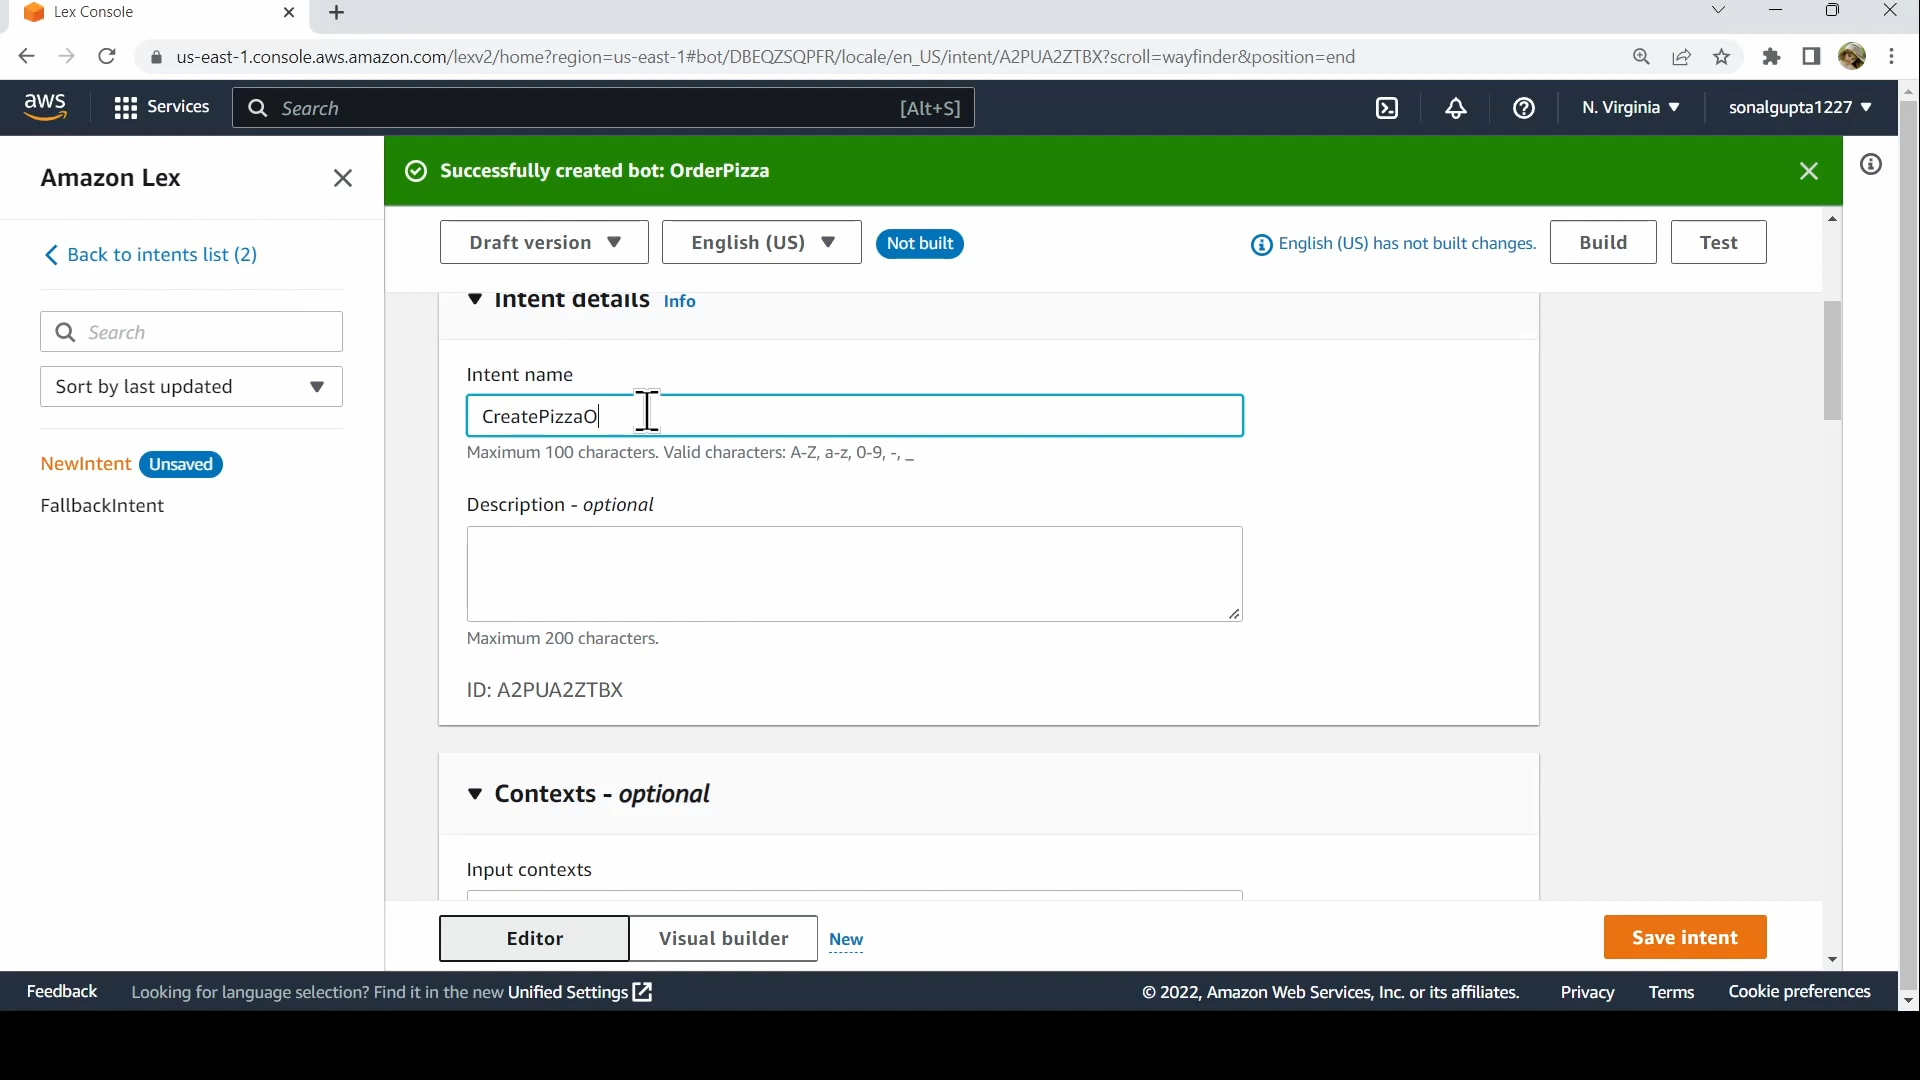 Lex Console
us-east-1.console.aws.amazon.com/lexv2/home?region=us-east-1#bot/DBEQZSQPFR/locale/en_US/intent/A2PUA2ZTBX?scroll=wayfinder&position=end
aws Services Search [Alt+S] N. Virginia sonalgupta1227
Amazon Lex
Successfully created bot: OrderPizza
Back to intents list (2)
Draft version English (US) Not built English (US) has not built changes. Build Test
Search
Sort by last updated
NewIntent Unsaved
FallbackIntent
Intent details Info
Intent name
CreatePizzaO
Maximum 100 characters. Valid characters: A-Z, a-z, 0-9, -, _
Description - optional
Maximum 200 characters.
ID: A2PUA2ZTBX
Contexts - optional
Input contexts
Editor Visual builder New Save intent
Feedback Looking for language selection? Find it in the new Unified Settings © 2022, Amazon Web Services, Inc. or its affiliates. Privacy Terms Cookie preferences